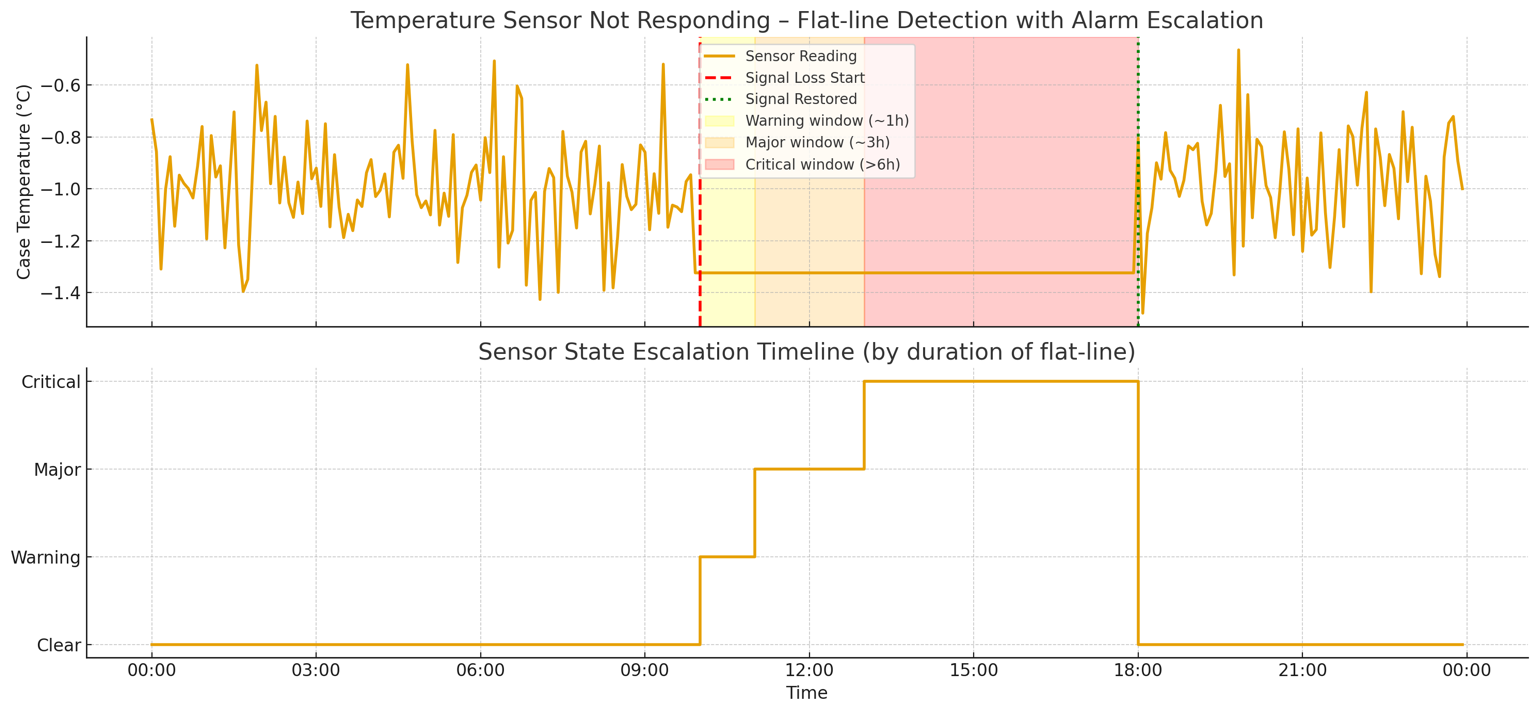 Temperature Sensor Not Responding – Flat-line Detection with Alarm Escalation
Case Temperature (°C)
−0.6
−0.8
−1.0
−1.2
−1.4
Sensor Reading
Signal Loss Start
Signal Restored
Warning window (~1h)
Major window (~3h)
Critical window (>6h)
Sensor State Escalation Timeline (by duration of flat-line)
Critical
Major
Warning
Clear
00:00 03:00 06:00 09:00 12:00 15:00 18:00 21:00 00:00
Time